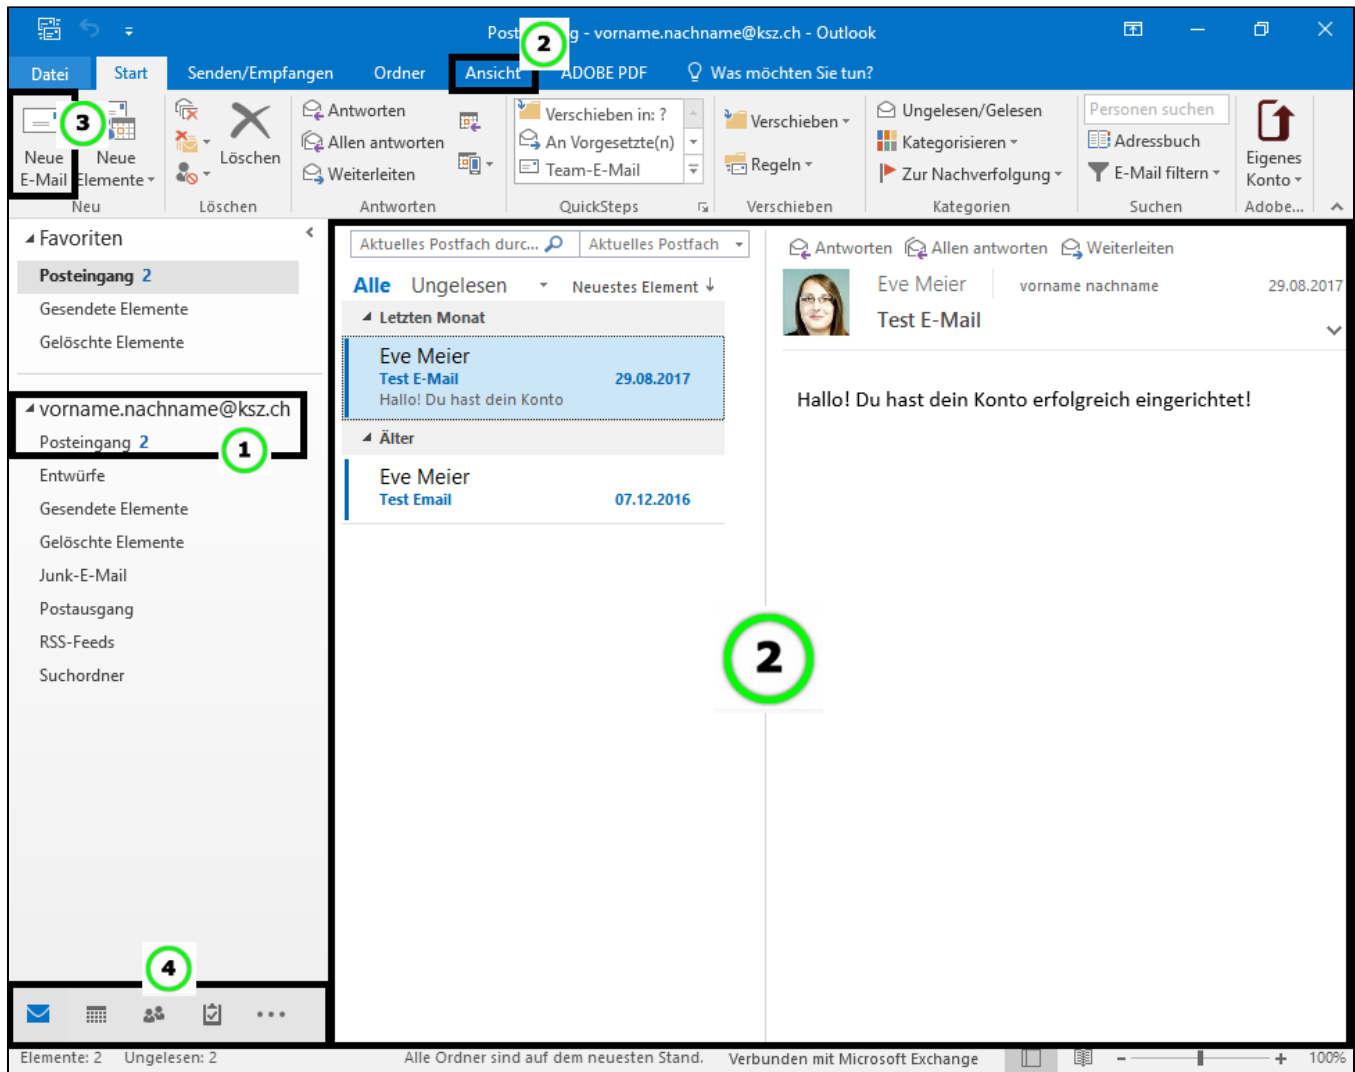 Post g - vorname.nachname@ksz.ch - Outlook
2
Datei Start Senden/Empfangen Ordner Ansicht ADOBE PDF Was möchten Sie tun?
3
Neue E-Mail
Neue Elemente
Neu
Löschen
Löschen
Antworten
Allen antworten
Weiterleiten
Antworten
Verschieben in: ?
An Vorgesetzte(n)
Team-E-Mail
QuickSteps
Verschieben
Regeln
Verschieben
Ungelesen/Gelesen
Kategorisieren
Zur Nachverfolgung
Kategorien
Personen suchen
Adressbuch
E-Mail filtern
Suchen
Eigenes
Konto
Adobe...
Favoriten
Posteingang 2
Gesendete Elemente
Gelöschte Elemente
vorname.nachname@ksz.ch
Posteingang 2
1
Entwürfe
Gesendete Elemente
Gelöschte Elemente
Junk-E-Mail
Postausgang
RSS-Feeds
Suchordner
4
Aktuelles Postfach durc... Aktuelles Postfach
Alle Ungelesen Neuestes Element ↓
Letzten Monat
Eve Meier
Test E-Mail 29.08.2017
Hallo! Du hast dein Konto
Älter
Eve Meier
Test Email 07.12.2016
2
Antworten Allen antworten Weiterleiten
Eve Meier vorname nachname 29.08.2017
Test E-Mail
Hallo! Du hast dein Konto erfolgreich eingerichtet!
Elemente: 2 Ungelesen: 2 Alle Ordner sind auf dem neuesten Stand. Verbunden mit Microsoft Exchange 100%